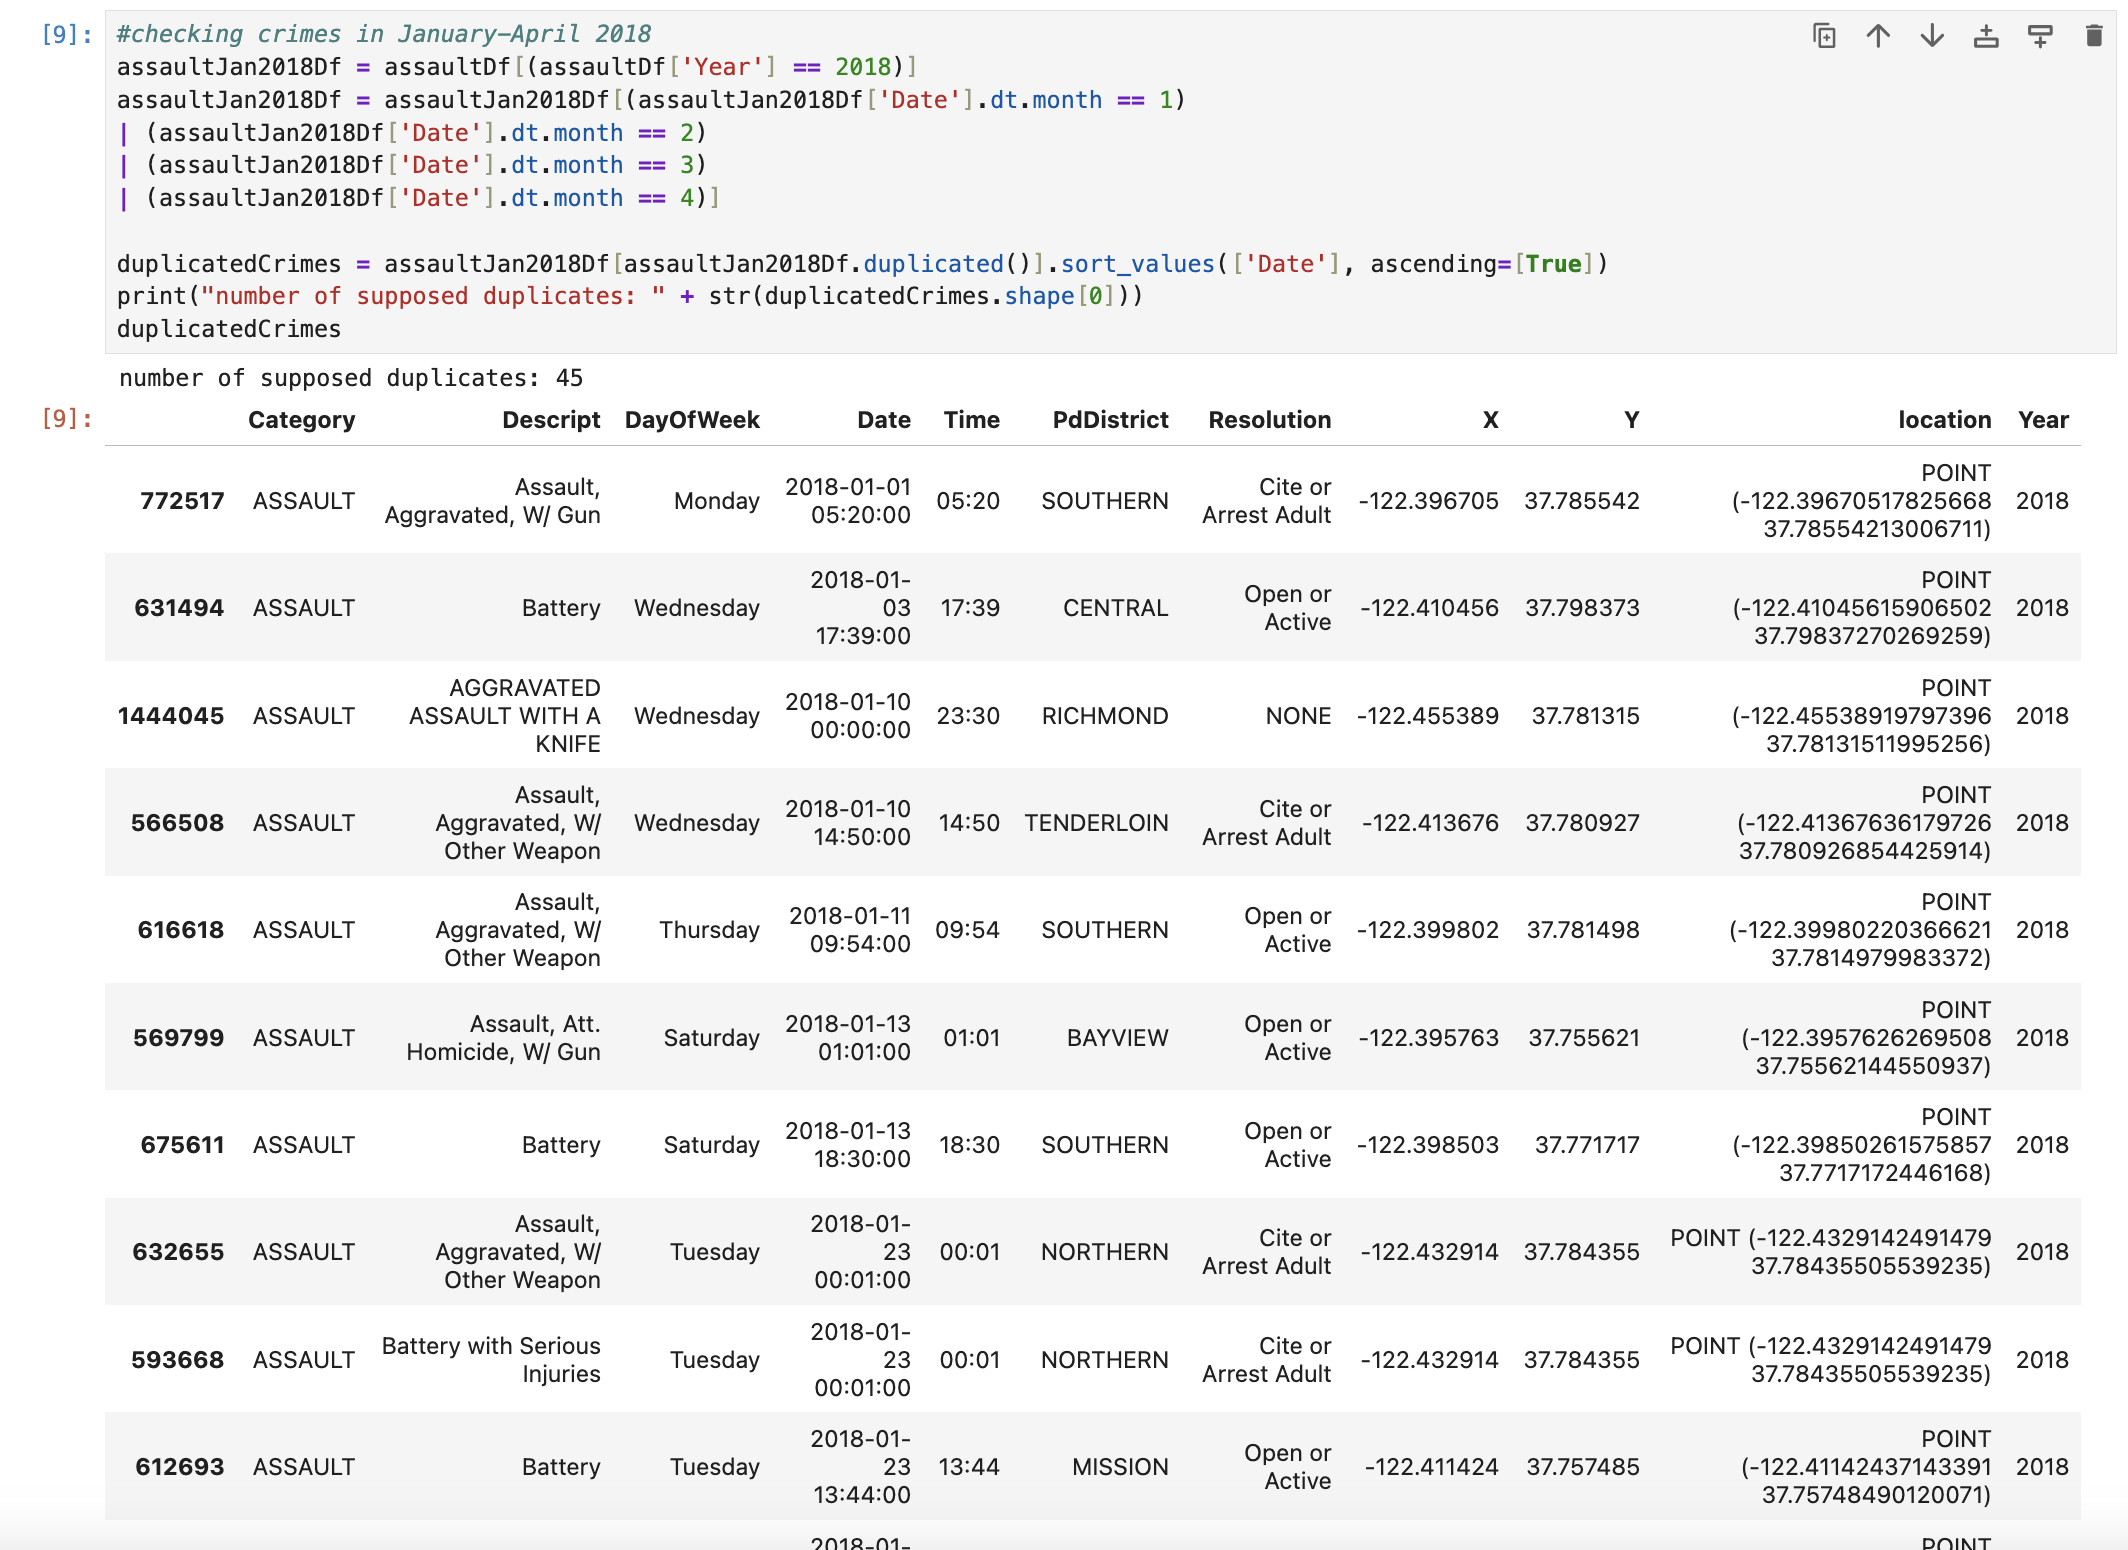 [9]:
#checking crimes in January–April 2018
assaultJan2018Df = assaultDf[(assaultDf['Year'] == 2018)]
assaultJan2018Df = assaultJan2018Df[(assaultJan2018Df['Date'].dt.month == 1)
| (assaultJan2018Df['Date'].dt.month == 2)
| (assaultJan2018Df['Date'].dt.month == 3)
| (assaultJan2018Df['Date'].dt.month == 4)]
duplicatedCrimes = assaultJan2018Df[assaultJan2018Df.duplicated()].sort_values(['Date'], ascending=[True])
print("number of supposed duplicates: " + str(duplicatedCrimes.shape[0]))
duplicatedCrimes
number of supposed duplicates: 45
[9]:
Category Descript DayOfWeek Date Time PdDistrict Resolution X Y location Year
772517 ASSAULT Assault, Aggravated, W/ Gun Monday 2018-01-01 05:20:00 05:20 SOUTHERN Cite or Arrest Adult -122.396705 37.785542 POINT (-122.39670517825668 37.78554213006711) 2018
631494 ASSAULT Battery Wednesday 2018-01-03 17:39:00 17:39 CENTRAL Open or Active -122.410456 37.798373 POINT (-122.41045615906502 37.79837270269259) 2018
1444045 ASSAULT AGGRAVATED ASSAULT WITH A KNIFE Wednesday 2018-01-10 00:00:00 23:30 RICHMOND NONE -122.455389 37.781315 POINT (-122.45538919797396 37.78131511995256) 2018
566508 ASSAULT Assault, Aggravated, W/ Other Weapon Wednesday 2018-01-10 14:50:00 14:50 TENDERLOIN Cite or Arrest Adult -122.413676 37.780927 POINT (-122.41367636179726 37.780926854425914) 2018
616618 ASSAULT Assault, Aggravated, W/ Other Weapon Thursday 2018-01-11 09:54:00 09:54 SOUTHERN Open or Active -122.399802 37.781498 POINT (-122.39980220366621 37.7814979983372) 2018
569799 ASSAULT Assault, Att. Homicide, W/ Gun Saturday 2018-01-13 01:01:00 01:01 BAYVIEW Open or Active -122.395763 37.755621 POINT (-122.3957626269508 37.75562144550937) 2018
675611 ASSAULT Battery Saturday 2018-01-13 18:30:00 18:30 SOUTHERN Open or Active -122.398503 37.771717 POINT (-122.39850261575857 37.7717172446168) 2018
632655 ASSAULT Assault, Aggravated, W/ Other Weapon Tuesday 2018-01-23 00:01:00 00:01 NORTHERN Cite or Arrest Adult -122.432914 37.784355 POINT (-122.4329142491479 37.78435505539235) 2018
593668 ASSAULT Battery with Serious Injuries Tuesday 2018-01-23 00:01:00 00:01 NORTHERN Cite or Arrest Adult -122.432914 37.784355 POINT (-122.4329142491479 37.78435505539235) 2018
612693 ASSAULT Battery Tuesday 2018-01-23 13:44:00 13:44 MISSION Open or Active -122.411424 37.757485 POINT (-122.41142437143391 37.75748490120071) 2018
2018-01- POINT